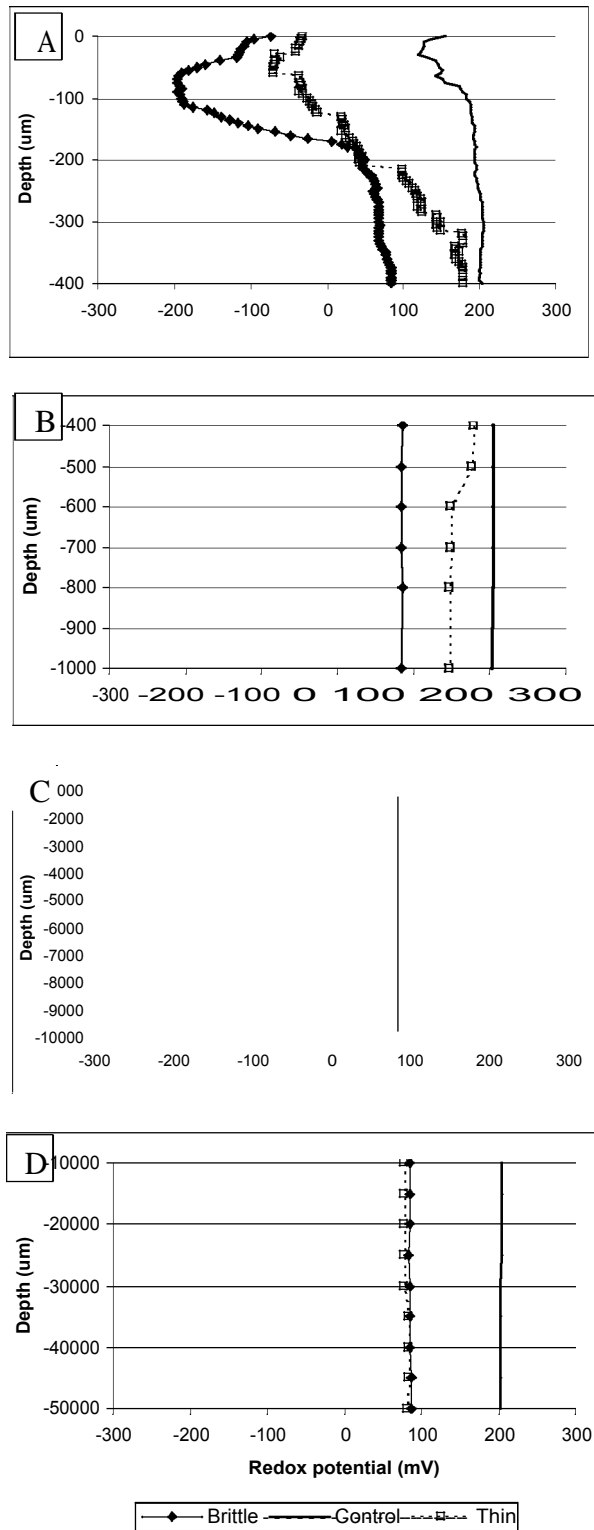 A
0
-100
-200
-300
-400
Depth (um)
-300 -200 -100 0 100 200 300
B
-400
-500
-600
-700
-800
-900
-1000
Depth (um)
-300 -200 -100 0 100 200 300
C
000
-2000
-3000
-4000
-5000
-6000
-7000
-8000
-9000
-10000
Depth (um)
-300 -200 -100 0 100 200 300
D
-10000
-20000
-30000
-40000
-50000
Depth (um)
-300 -200 -100 0 100 200 300
Redox potential (mV)
Brittle Control Thin